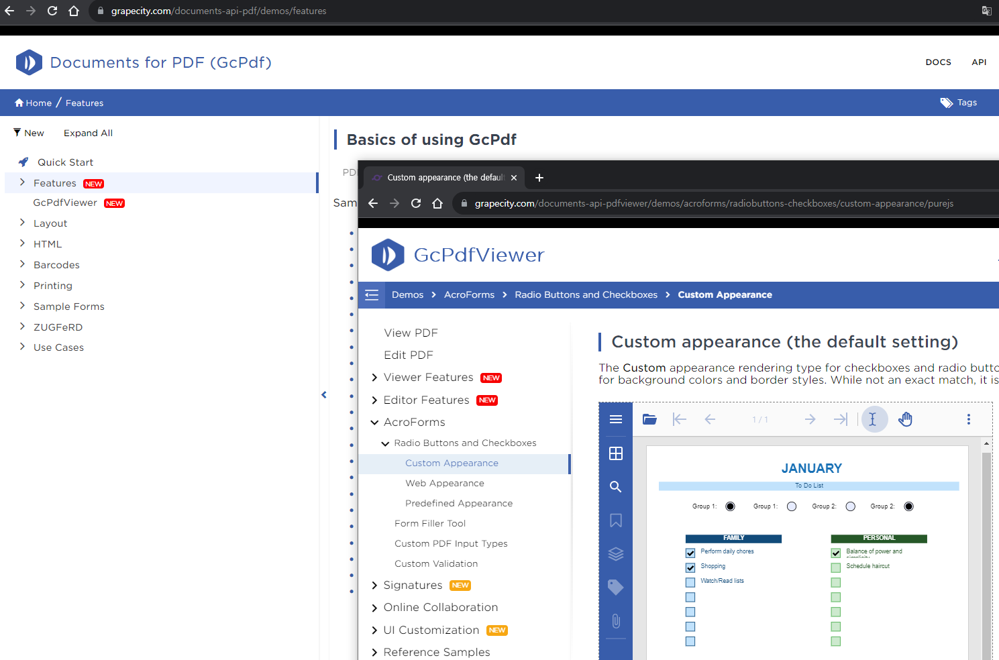 grapecity.com/documents-api-pdf/demos/features
Documents for PDF (GcPdf)
DOCS
API
Home / Features
Tags
New
Expand All
Quick Start
Features NEW
GcPdfViewer NEW
Layout
HTML
Barcodes
Printing
Sample Forms
ZUGFeRD
Use Cases
Basics of using GcPdf
PD
Sam
Custom appearance (the default
grapecity.com/documents-api-pdfviewer/demos/acroforms/radiobuttons-checkboxes/custom-appearance/purejs
GcPdfViewer
Demos > AcroForms > Radio Buttons and Checkboxes > Custom Appearance
View PDF
Edit PDF
Viewer Features NEW
Editor Features NEW
AcroForms
Radio Buttons and Checkboxes
Custom Appearance
Web Appearance
Predefined Appearance
Form Filler Tool
Custom PDF Input Types
Custom Validation
Signatures NEW
Online Collaboration
UI Customization NEW
Reference Samples
Custom appearance (the default setting)
The Custom appearance rendering type for checkboxes and radio butto
for background colors and border styles. While not an exact match, it is
1 / 1
JANUARY
To Do List
Group 1:
Group 1:
Group 2:
Group 2:
FAMILY
Perform daily chores
Shopping
Watch/Read lists
PERSONAL
Balance of power and
simplicity
Schedule haircut